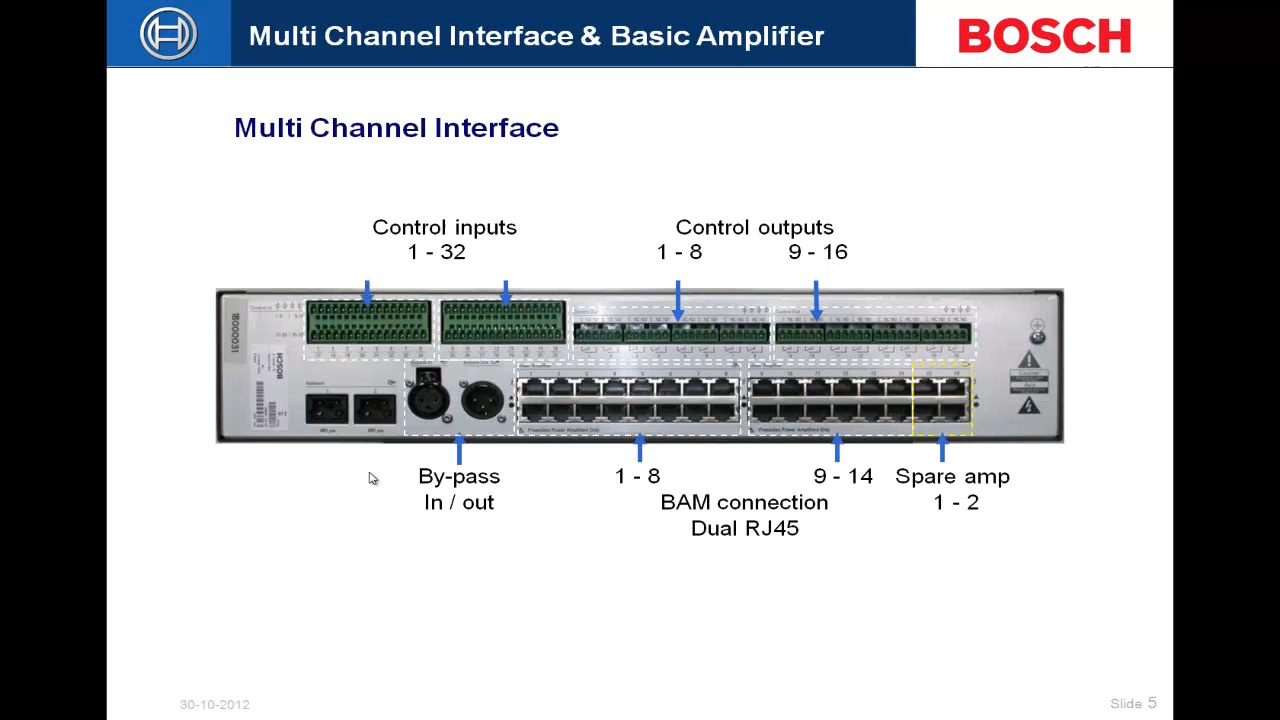 Multi Channel Interface & Basic Amplifier
BOSCH
Multi Channel Interface
Control inputs
1 - 32
Control outputs
1 - 8
9 - 16
BOSCH
By-pass
In / out
1 - 8
9 - 14
BAM connection
Dual RJ45
Spare amp
1 - 2
30-10-2012
Slide 5